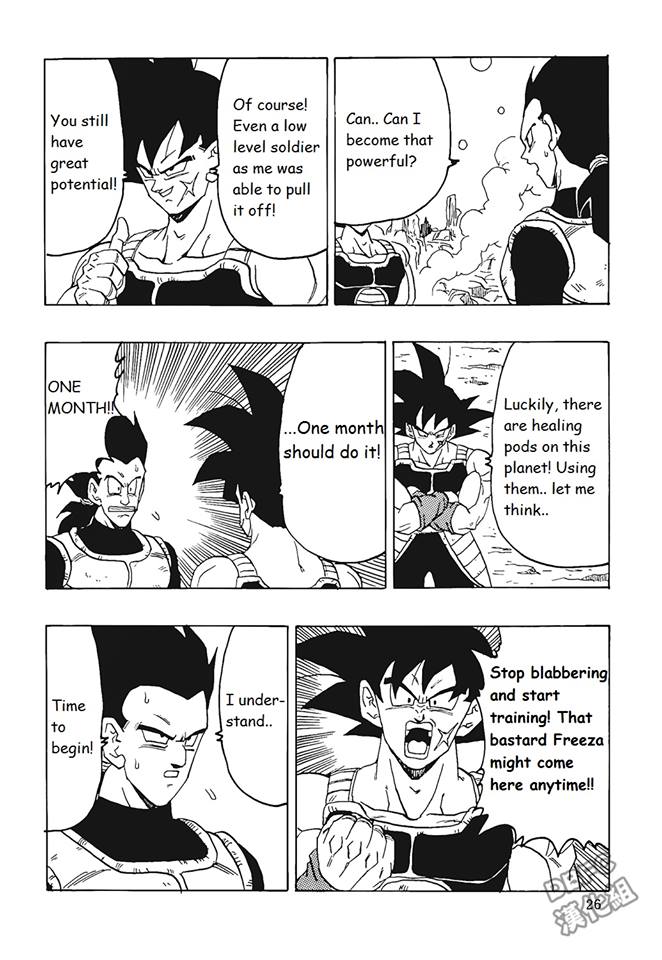 Can.. Can I
become that
powerful?
Of course!
Even a low
level soldier
as me was
able to pull
it off!
You still
have
great
potential!
Luckily, there
are healing
pods on this
planet! Using
them.. let me
think..
...One month
should do it!
ONE
MONTH!!
Stop blabbering
and start
training! That
bastard Freeza
might come
here anytime!!
I under-
stand..
Time
to
begin!
26
漢化組